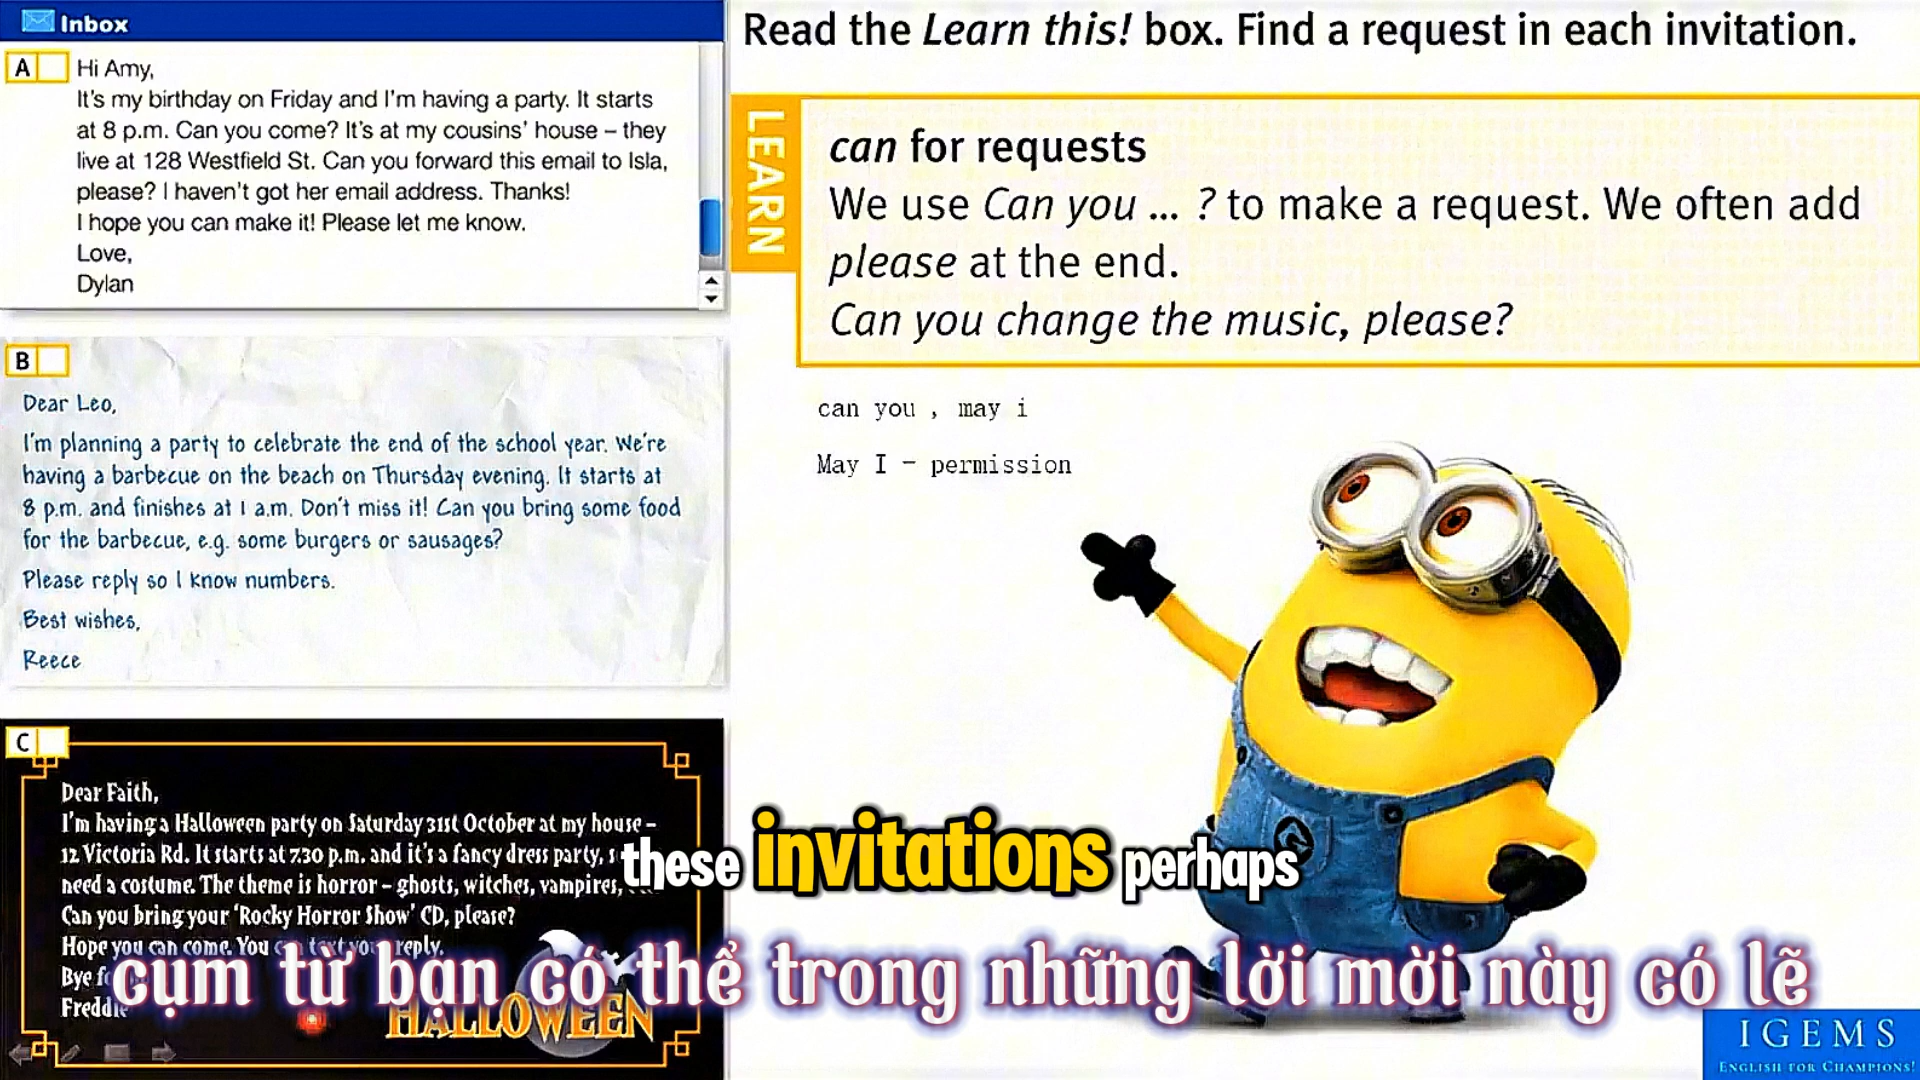 Inbox
A
Hi Amy,
It's my birthday on Friday and I'm having a party. It starts
at 8 p.m. Can you come? It's at my cousins' house – they
live at 128 Westfield St. Can you forward this email to Isla,
please? I haven't got her email address. Thanks!
I hope you can make it! Please let me know.
Love,
Dylan
B
Dear Leo,
I'm planning a party to celebrate the end of the school year. We're
having a barbecue on the beach on Thursday evening. It starts at
8 p.m. and finishes at 1 a.m. Don't miss it! Can you bring some food
for the barbecue, e.g. some burgers or sausages?
Please reply so I know numbers.
Best wishes,
Reece
C
Dear Faith,
I'm having a Halloween party on Saturday 31st October at my house –
12 Victoria Rd. It starts at 7.30 p.m. and it's a fancy dress party,
need a costume. The theme is horror – ghosts, witches, vampires,
Can you bring your 'Rocky Horror Show' CD, please?
Hope you can come. You can text your reply.
Bye
Freddie
HALLOWEEN
Read the Learn this! box. Find a request in each invitation.
LEARN
can for requests
We use Can you ... ? to make a request. We often add
please at the end.
Can you change the music, please?
can you , may i
May I - permission
these invitations perhaps
cụm từ bạn có thể trong những lời mời này có lẽ
IGEMS
ENGLISH FOR CHAMPIONS!